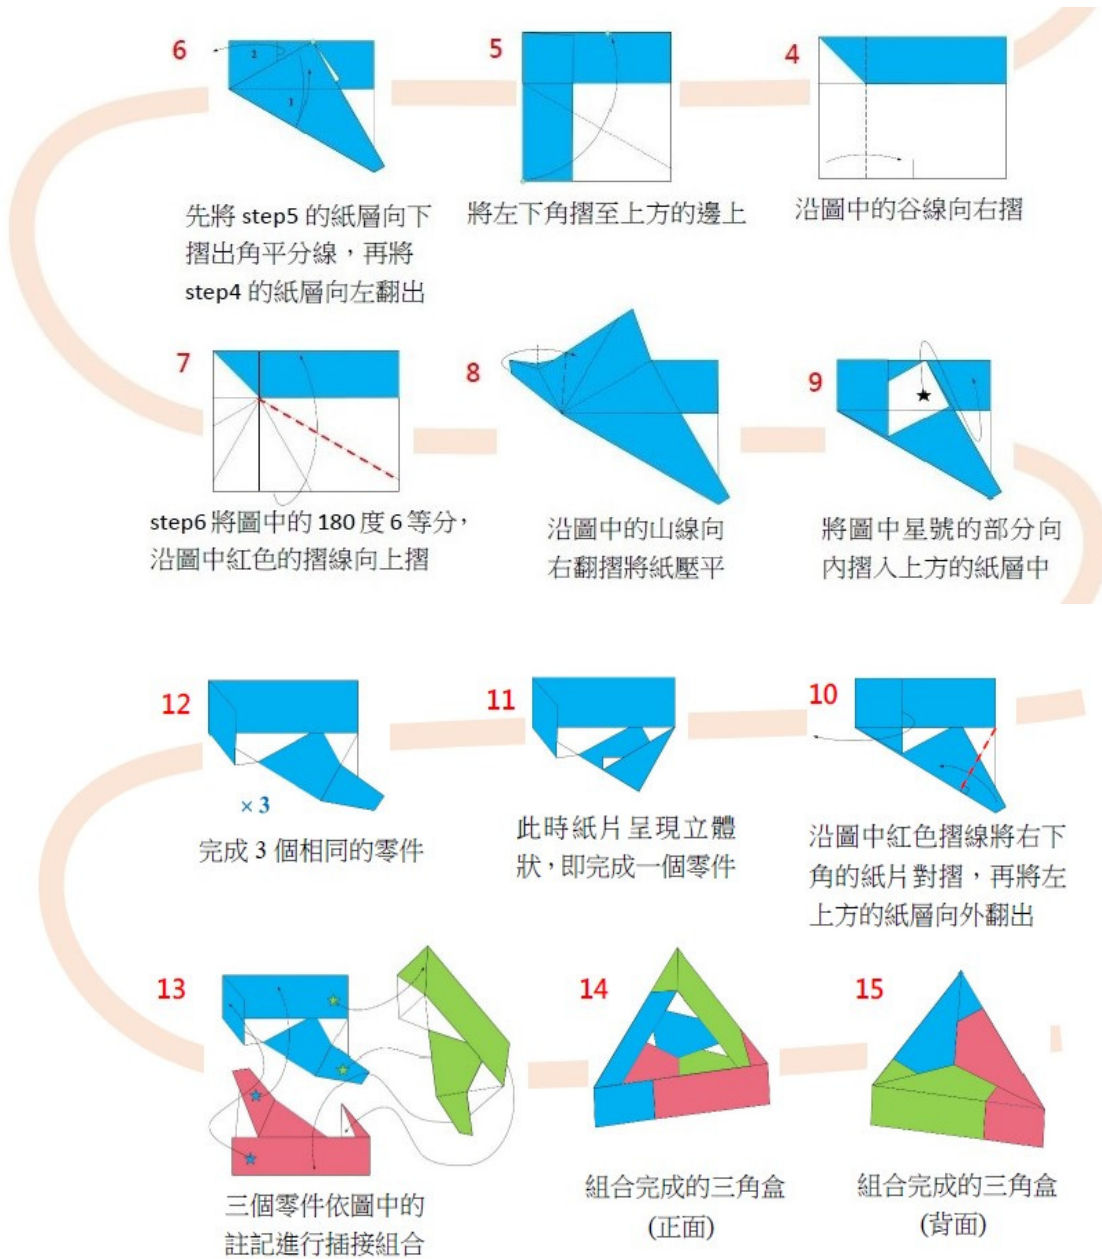 6
2
1
先將 step5 的紙層向下
摺出角平分線，再將
step4 的紙層向左翻出
5
將左下角摺至上方的邊上
4
沿圖中的谷線向右摺
7
step6 將圖中的 180 度 6 等分，
沿圖中紅色的摺線向上摺
8
沿圖中的山線向
右翻摺將紙壓平
9
將圖中星號的部分向
內摺入上方的紙層中
12
× 3
完成 3 個相同的零件
11
此時紙片呈現立體
狀，即完成一個零件
10
沿圖中紅色摺線將右下
角的紙片對摺，再將左
上方的紙層向外翻出
13
三個零件依圖中的
註記進行插接組合
14
組合完成的三角盒
(正面)
15
組合完成的三角盒
(背面)